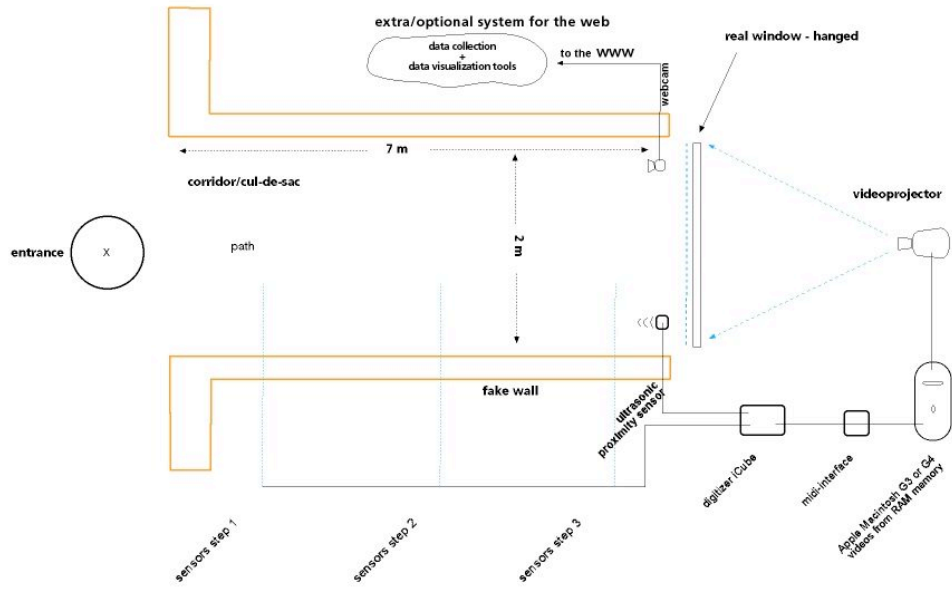 extra/optional system for the web
data collection
+
data visualization tools
to the WWW
webcam
real window - hanged
7 m
corridor/cul-de-sac
videoprojector
entrance
X
path
2 m
fake wall
ultrasonic
proximity sensor
digitizer iCube
midi-interface
Apple Macintosh G3 or G4
videos from RAM memory
sensors step 1
sensors step 2
sensors step 3